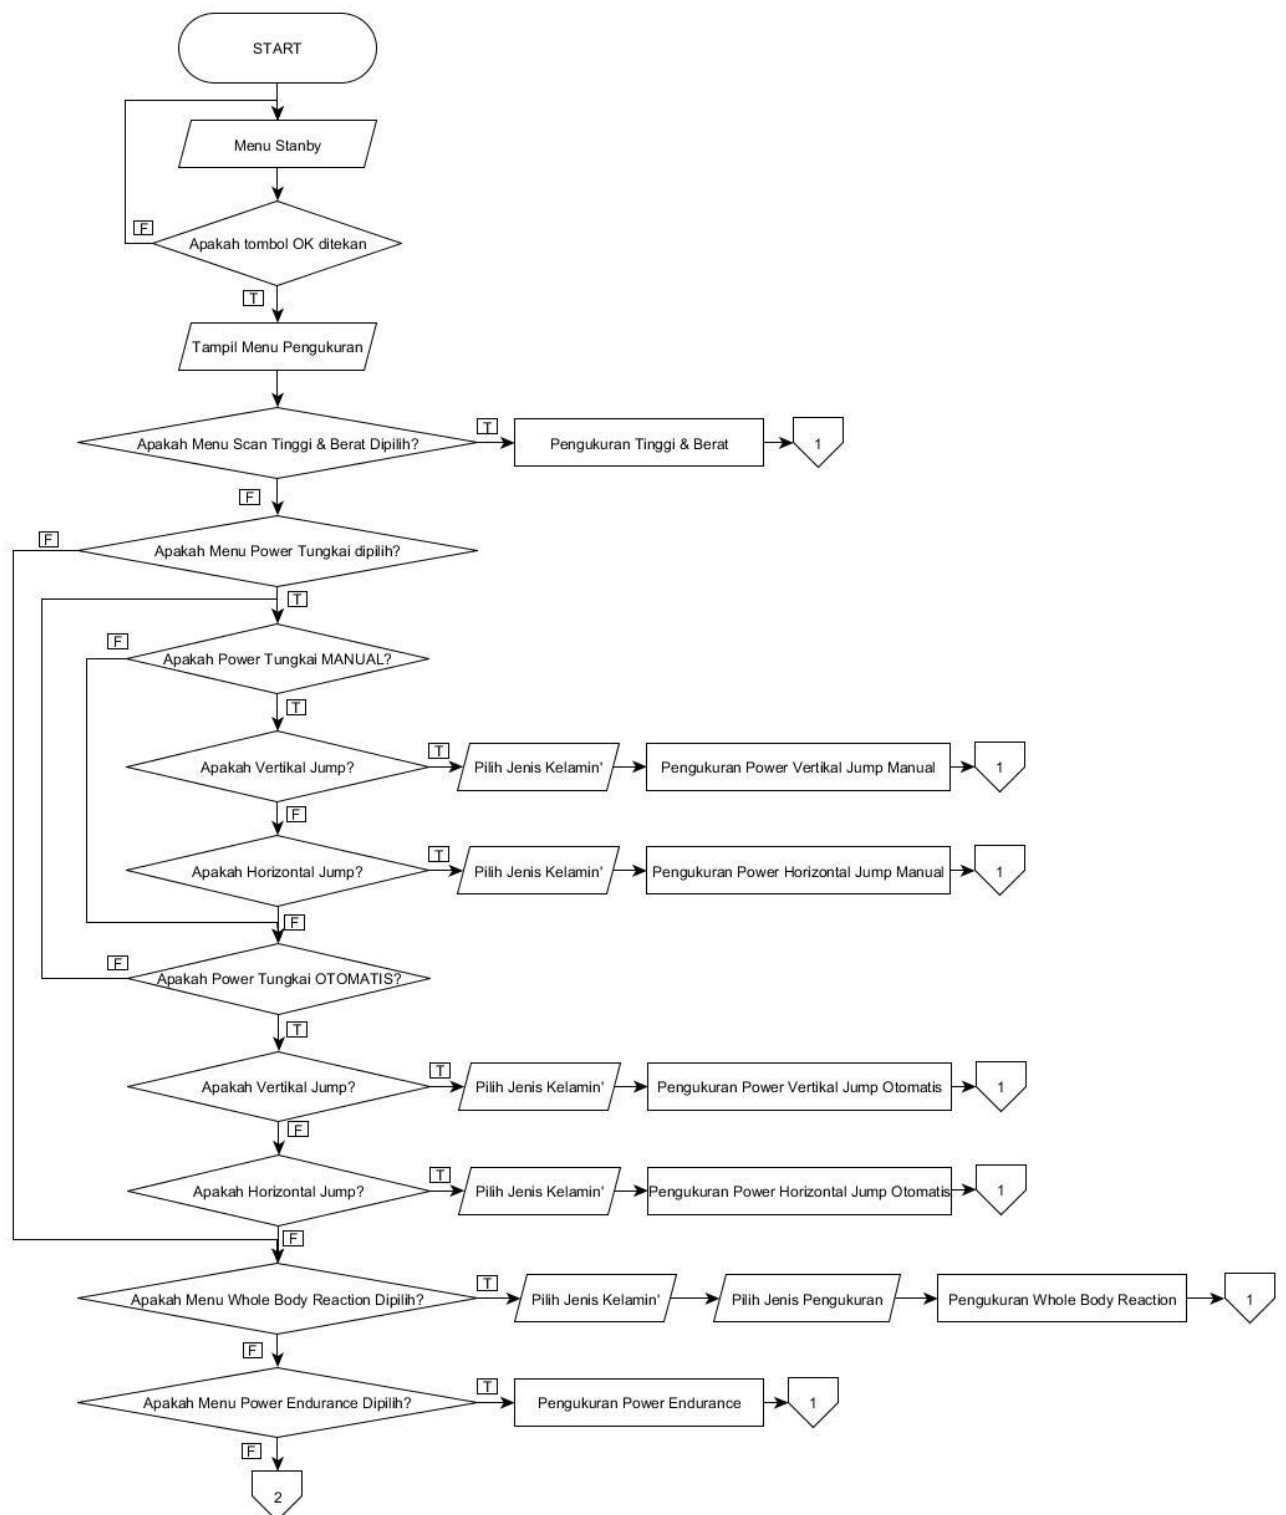 START
Menu Stanby
F
Apakah tombol OK ditekan
T
Tampil Menu Pengukuran
Apakah Menu Scan Tinggi & Berat Dipilih?
T
Pengukuran Tinggi & Berat
1
F
F
Apakah Menu Power Tungkai dipilih?
T
F
Apakah Power Tungkai MANUAL?
T
Apakah Vertikal Jump?
T
Pilih Jenis Kelamin'
Pengukuran Power Vertikal Jump Manual
1
F
Apakah Horizontal Jump?
T
Pilih Jenis Kelamin'
Pengukuran Power Horizontal Jump Manual
1
F
F
Apakah Power Tungkai OTOMATIS?
T
Apakah Vertikal Jump?
T
Pilih Jenis Kelamin'
Pengukuran Power Vertikal Jump Otomatis
1
F
Apakah Horizontal Jump?
T
Pilih Jenis Kelamin'
Pengukuran Power Horizontal Jump Otomatis
1
F
Apakah Menu Whole Body Reaction Dipilih?
T
Pilih Jenis Kelamin'
Pilih Jenis Pengukuran
Pengukuran Whole Body Reaction
1
F
Apakah Menu Power Endurance Dipilih?
T
Pengukuran Power Endurance
1
F
2